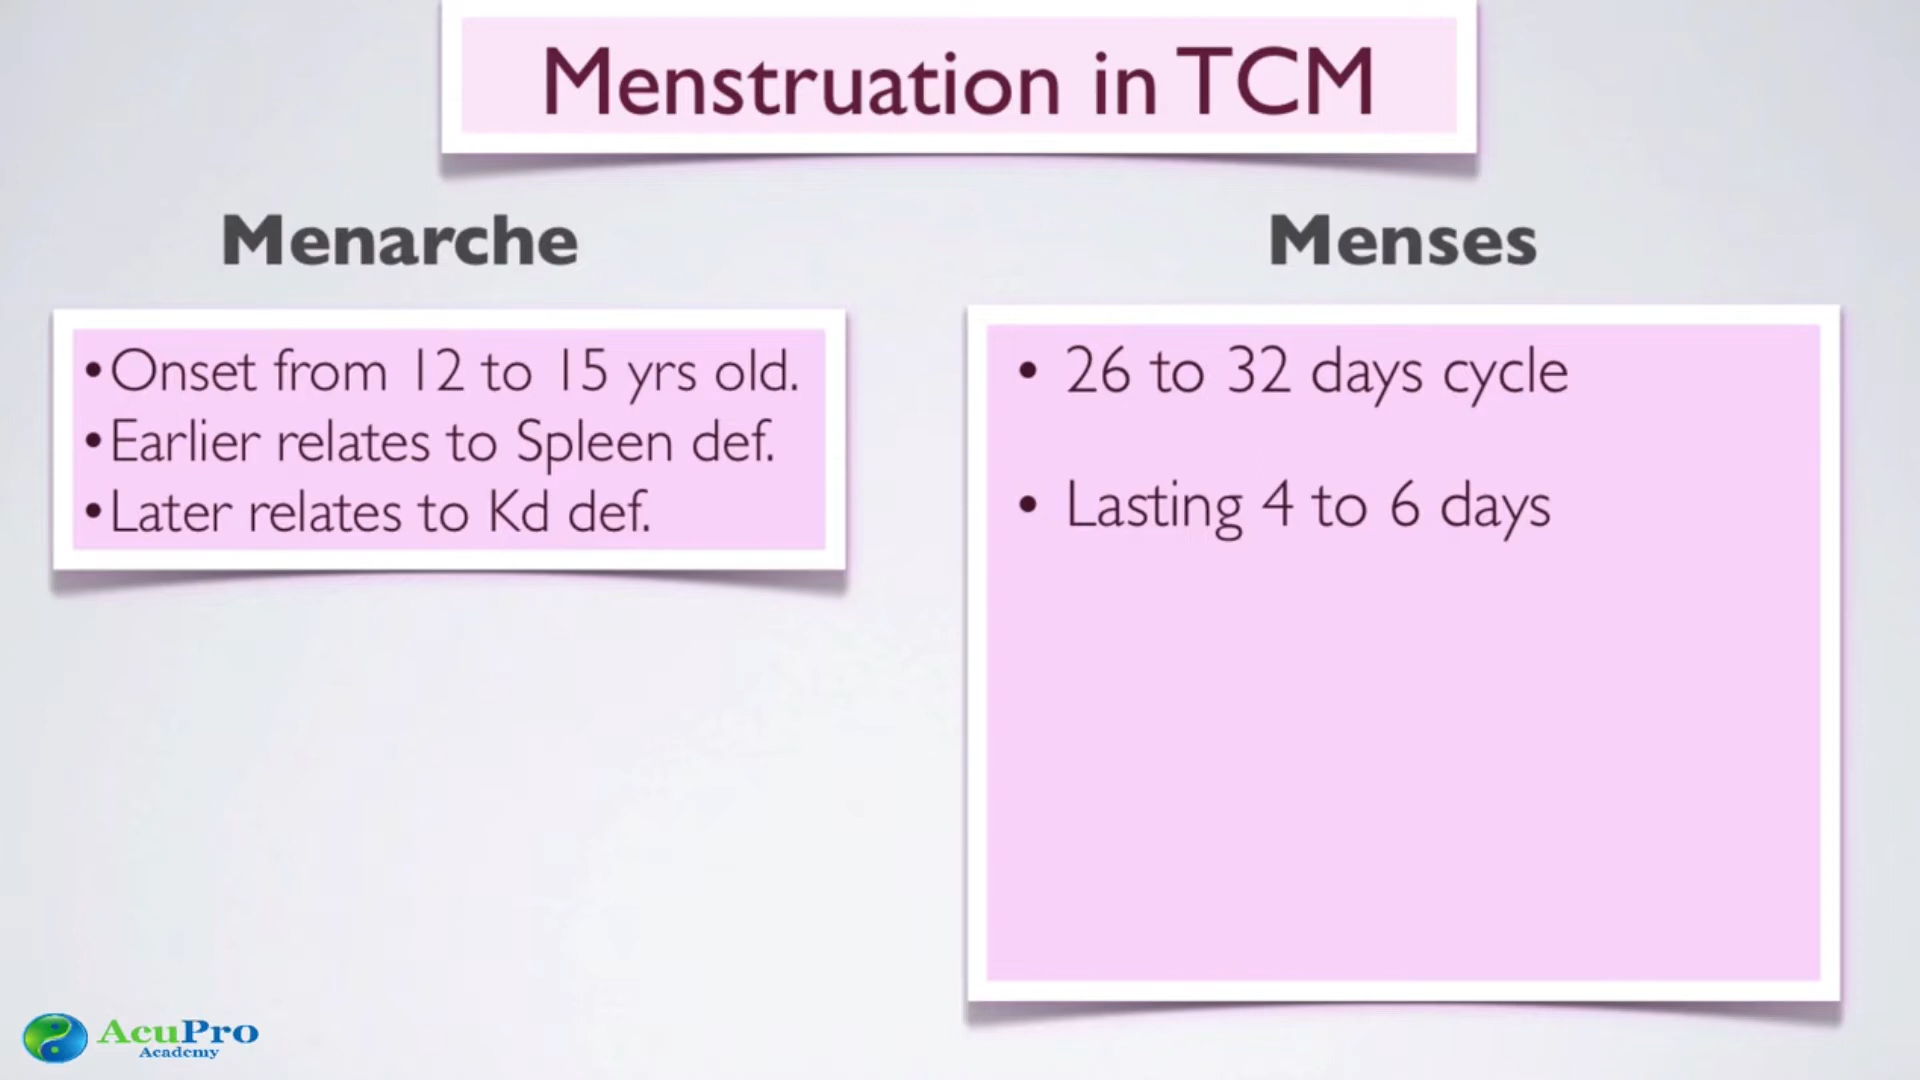 Menstruation in TCM
Menarche
•Onset from 12 to 15 yrs old.
•Earlier relates to Spleen def.
•Later relates to Kd def.
Menses
• 26 to 32 days cycle
• Lasting 4 to 6 days
AcuPro
Academy